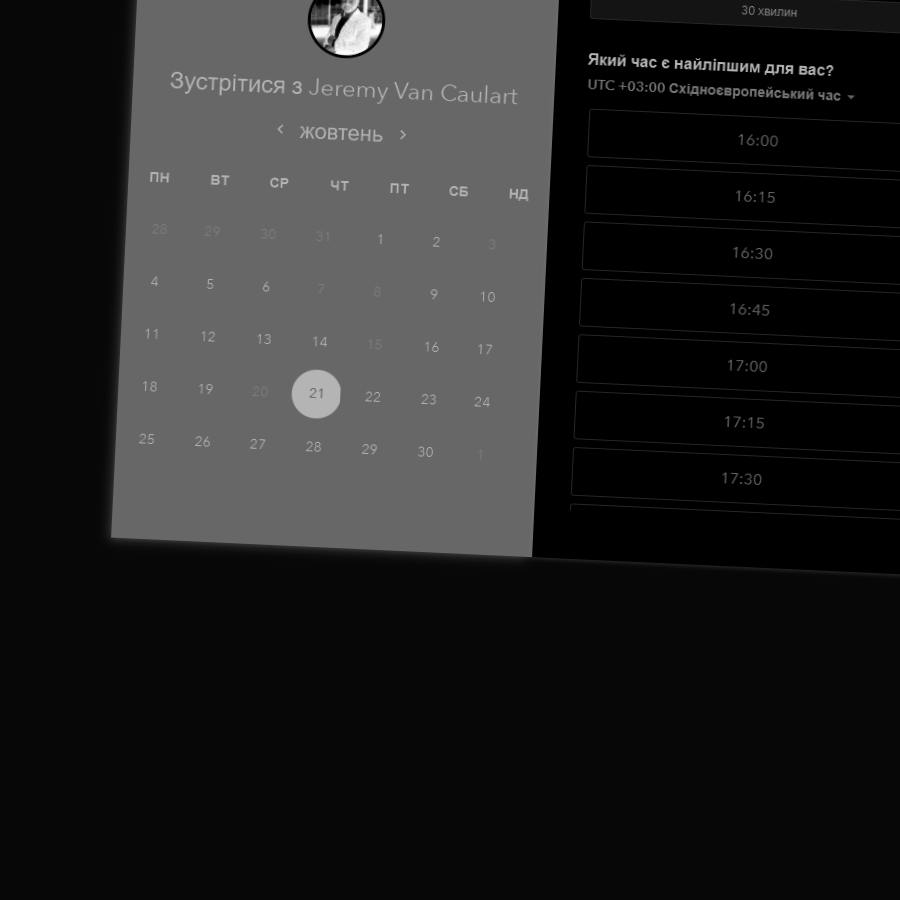 Зустрітися з Jeremy Van Caulart
жовтень
ПН ВТ СР ЧТ ПТ СБ НД
28 29 30 31 1 2 3
4 5 6 7 8 9 10
11 12 13 14 15 16 17
18 19 20 21 22 23 24
25 26 27 28 29 30 1
30 хвилин
Який час є найліпшим для вас?
UTC +03:00 Східноєвропейський час
16:00
16:15
16:30
16:45
17:00
17:15
17:30